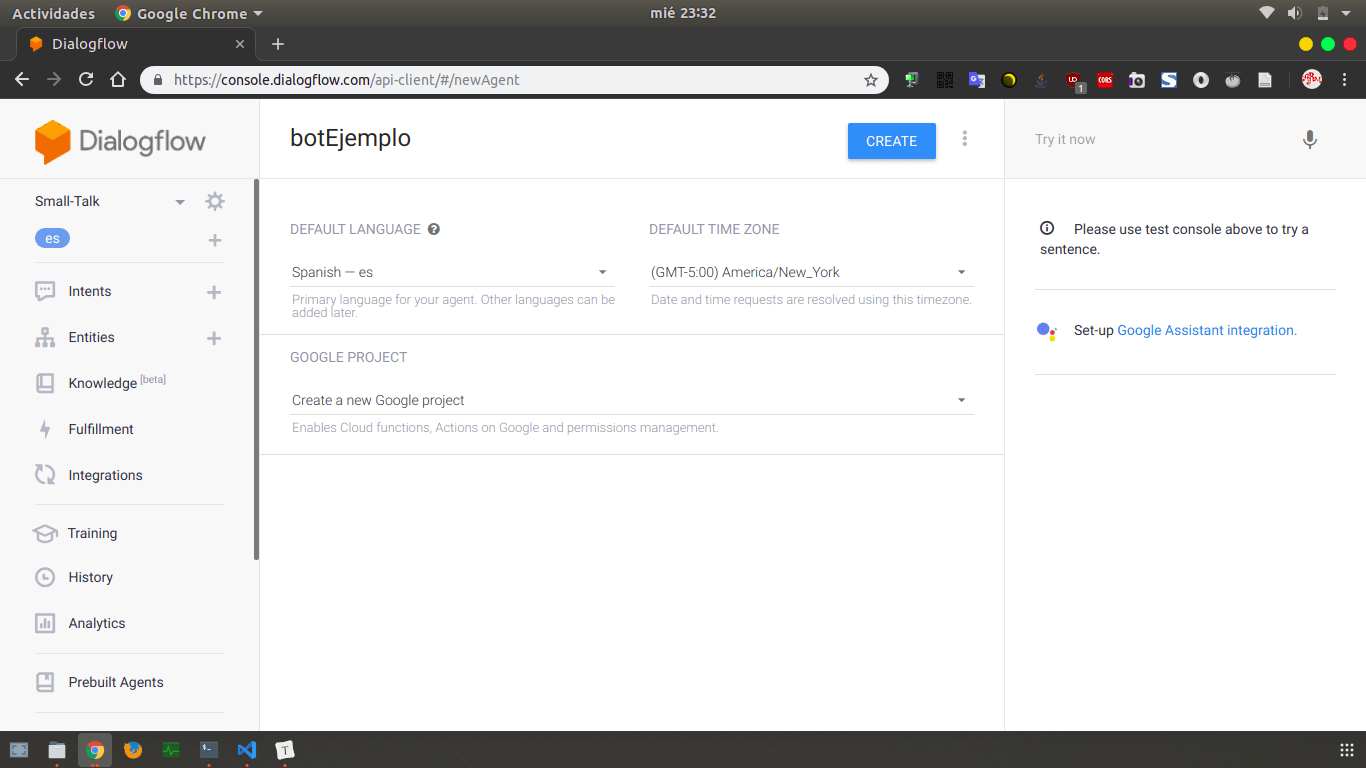 Actividades
Google Chrome
mié 23:32
Dialogflow
https://console.dialogflow.com/api-client/#/newAgent
UD
1
CORS
Dialogflow
Small-Talk
es
Intents
Entities
Knowledge [beta]
Fulfillment
Integrations
Training
History
Analytics
Prebuilt Agents
botEjemplo
CREATE
DEFAULT LANGUAGE
Spanish — es
Primary language for your agent. Other languages can be
added later.
DEFAULT TIME ZONE
(GMT-5:00) America/New_York
Date and time requests are resolved using this timezone.
GOOGLE PROJECT
Create a new Google project
Enables Cloud functions, Actions on Google and permissions management.
Try it now
Please use test console above to try a
sentence.
Set-up Google Assistant integration.
T